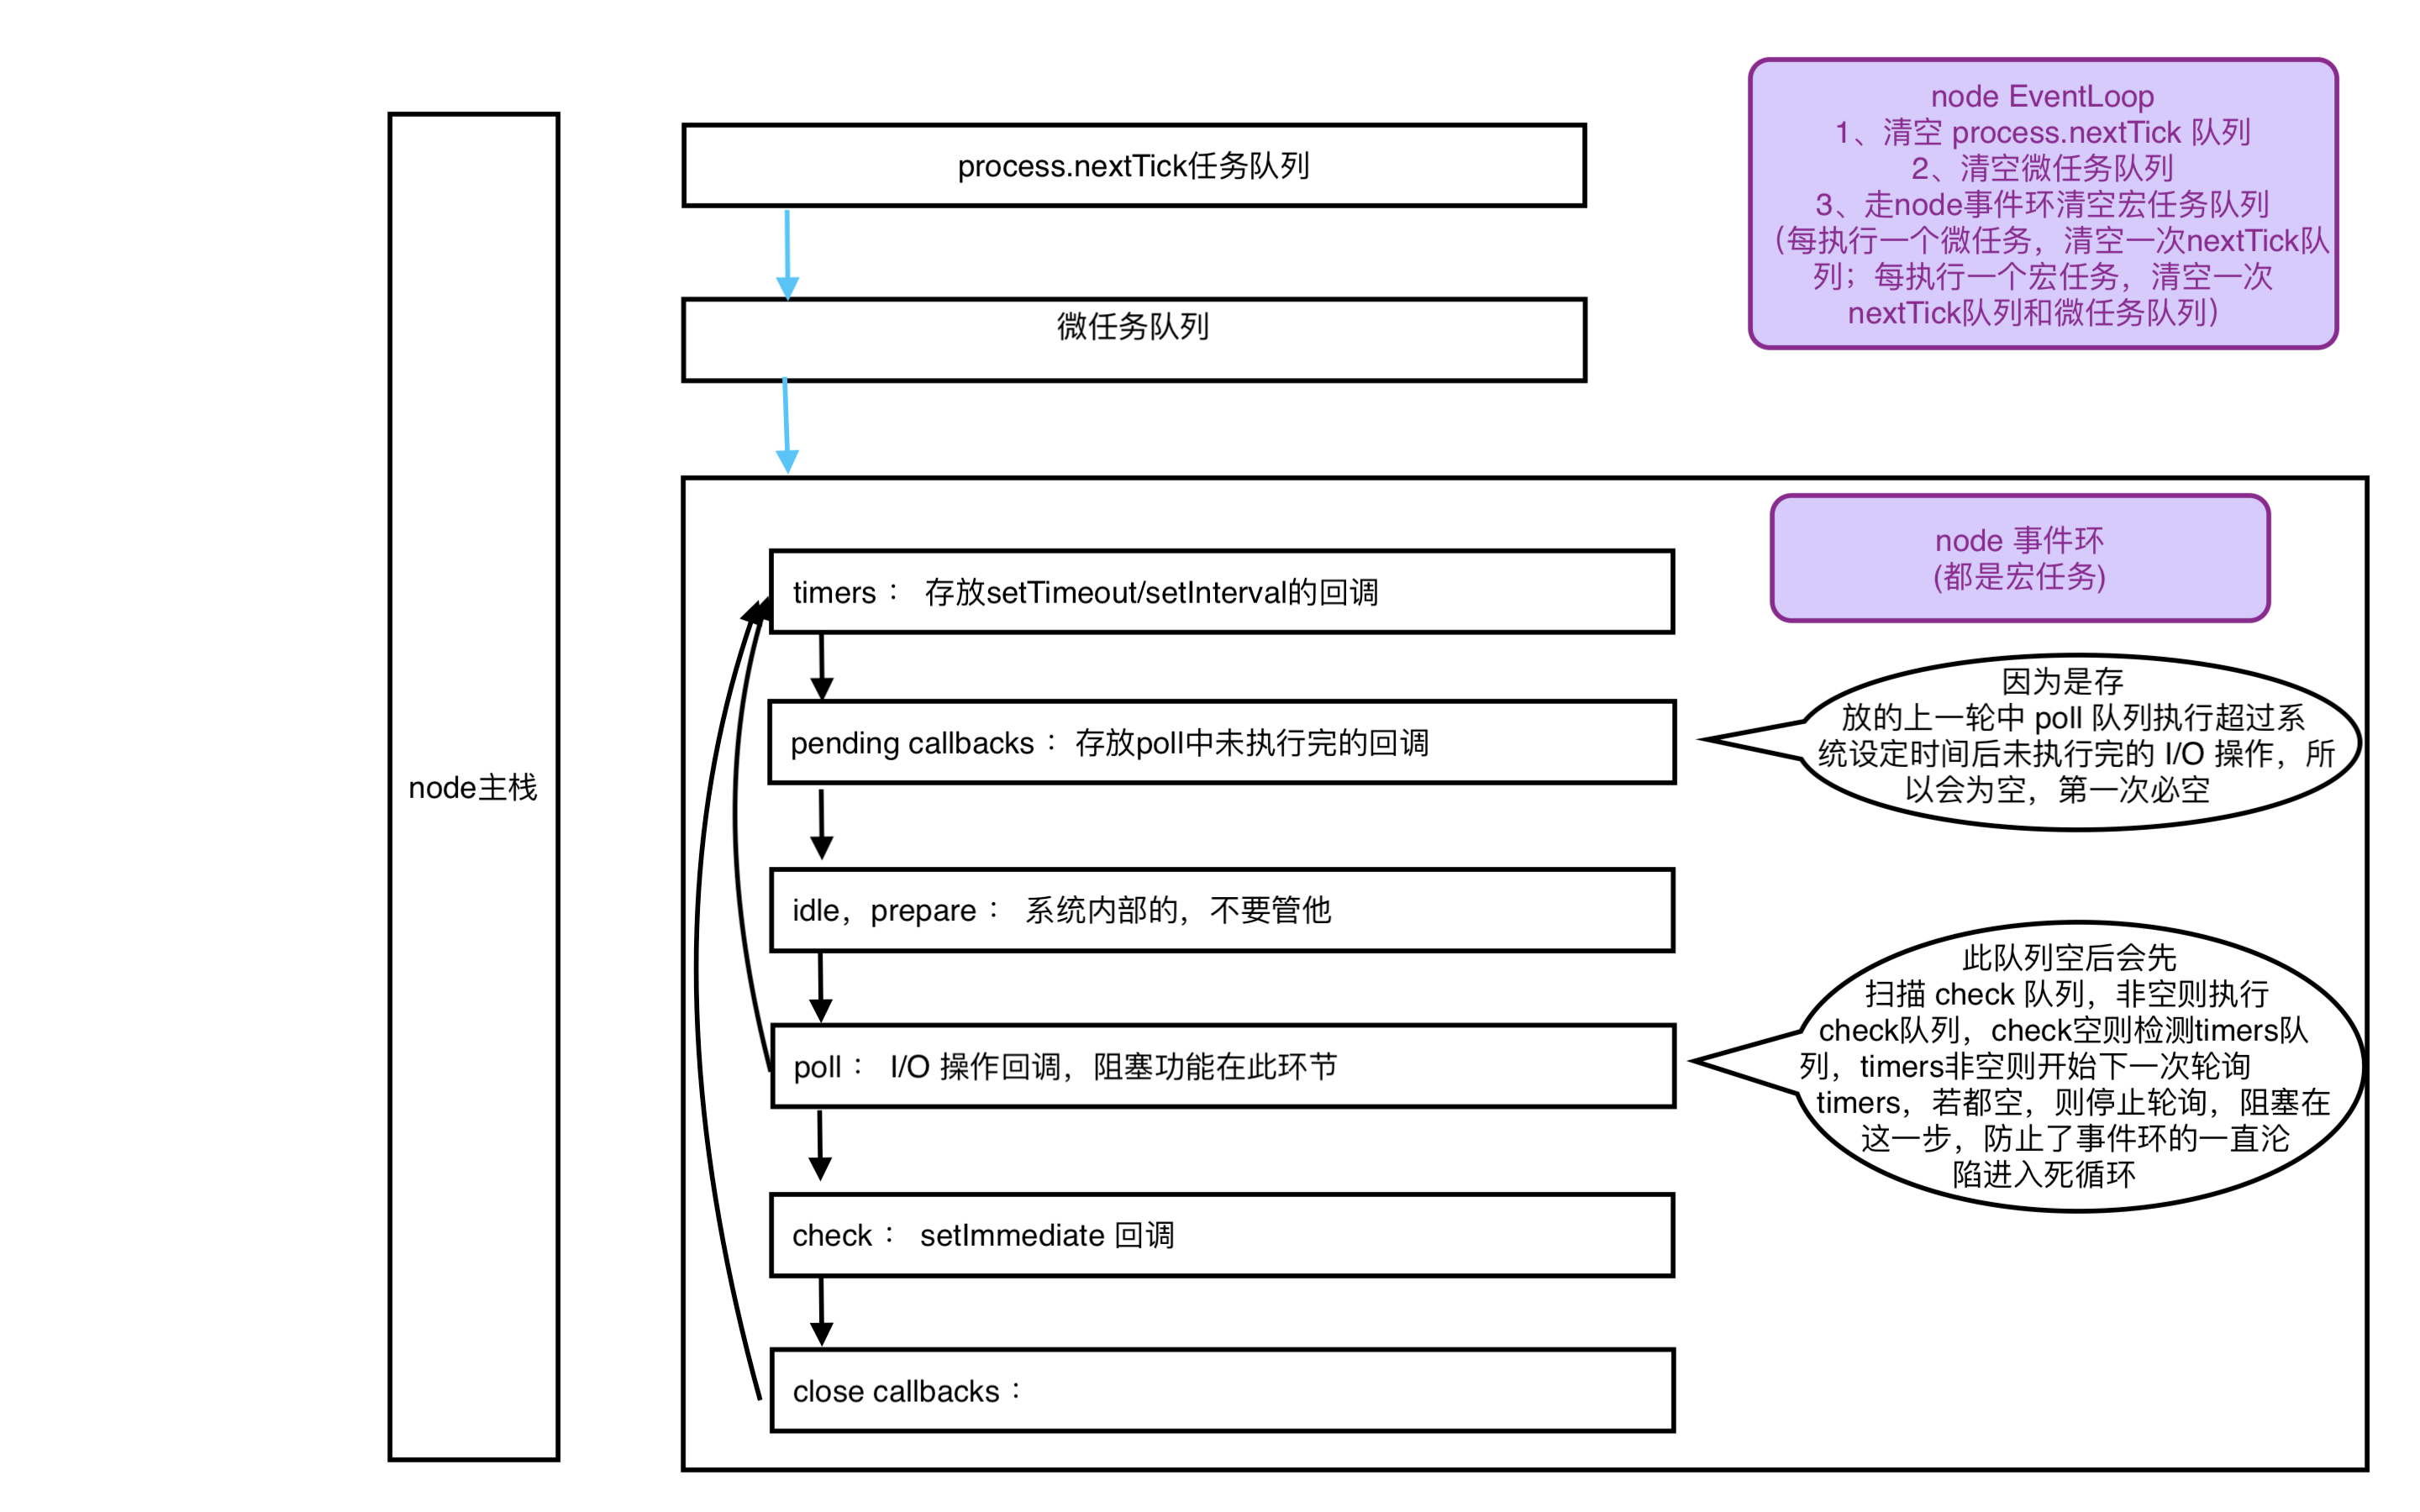 node EventLoop
1、清空 process.nextTick 队列
2、清空微任务队列
3、走node事件环清空宏任务队列
（每执行一个微任务，清空一次nextTick队
列；每执行一个宏任务，清空一次
nextTick队列和微任务队列）
process.nextTick任务队列
微任务队列
node主栈
node 事件环
(都是宏任务)
timers： 存放setTimeout/setInterval的回调
因为是存
放的上一轮中 poll 队列执行超过系
统设定时间后未执行完的 I/O 操作，所
以会为空，第一次必空
pending callbacks：存放poll中未执行完的回调
idle，prepare： 系统内部的，不要管他
此队列空后会先
扫描 check 队列，非空则执行
check队列，check空则检测timers队
列，timers非空则开始下一次轮询
timers，若都空，则停止轮询，阻塞在
这一步，防止了事件环的一直沦
陷进入死循环
poll： I/O 操作回调，阻塞功能在此环节
check： setImmediate 回调
close callbacks：